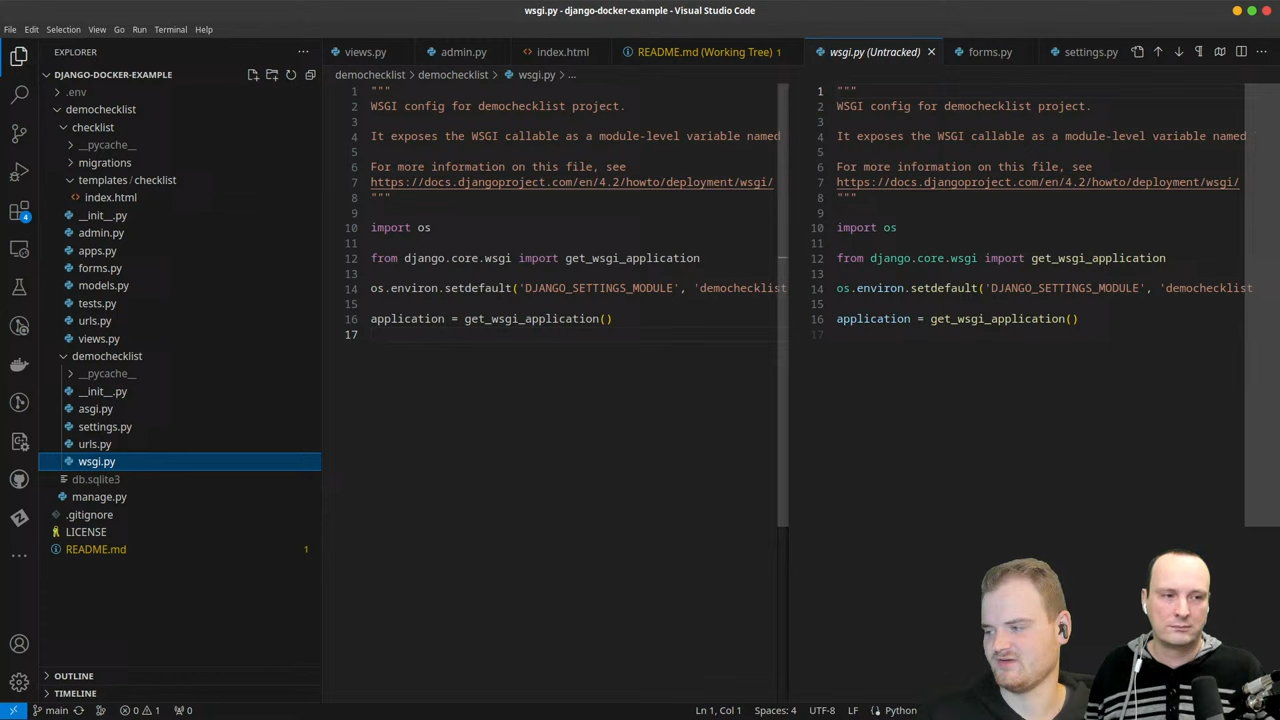 wsgi.py - django-docker-example - Visual Studio Code
File Edit Selection View Go Run Terminal Help
EXPLORER
DJANGO-DOCKER-EXAMPLE
.env
demochecklist
checklist
__pycache__
migrations
templates / checklist
index.html
__init__.py
admin.py
apps.py
forms.py
models.py
tests.py
urls.py
views.py
demochecklist
__pycache__
__init__.py
asgi.py
settings.py
urls.py
wsgi.py
db.sqlite3
manage.py
.gitignore
LICENSE
README.md 1
OUTLINE
TIMELINE
4
views.py admin.py index.html README.md (Working Tree) 1 wsgi.py (Untracked) forms.py settings.py
demochecklist > demochecklist > wsgi.py > ...
1 """
2 WSGI config for demochecklist project.
3
4 It exposes the WSGI callable as a module-level variable named
5
6 For more information on this file, see
7 https://docs.djangoproject.com/en/4.2/howto/deployment/wsgi/
8 """
9
10 import os
11
12 from django.core.wsgi import get_wsgi_application
13
14 os.environ.setdefault('DJANGO_SETTINGS_MODULE', 'demochecklist
15
16 application = get_wsgi_application()
17
1 """
2 WSGI config for demochecklist project.
3
4 It exposes the WSGI callable as a module-level variable named
5
6 For more information on this file, see
7 https://docs.djangoproject.com/en/4.2/howto/deployment/wsgi/
8 """
9
10 import os
11
12 from django.core.wsgi import get_wsgi_application
13
14 os.environ.setdefault('DJANGO_SETTINGS_MODULE', 'demochecklist
15
16 application = get_wsgi_application()
17
main 0 1 0 Ln 1, Col 1 Spaces: 4 UTF-8 LF Python